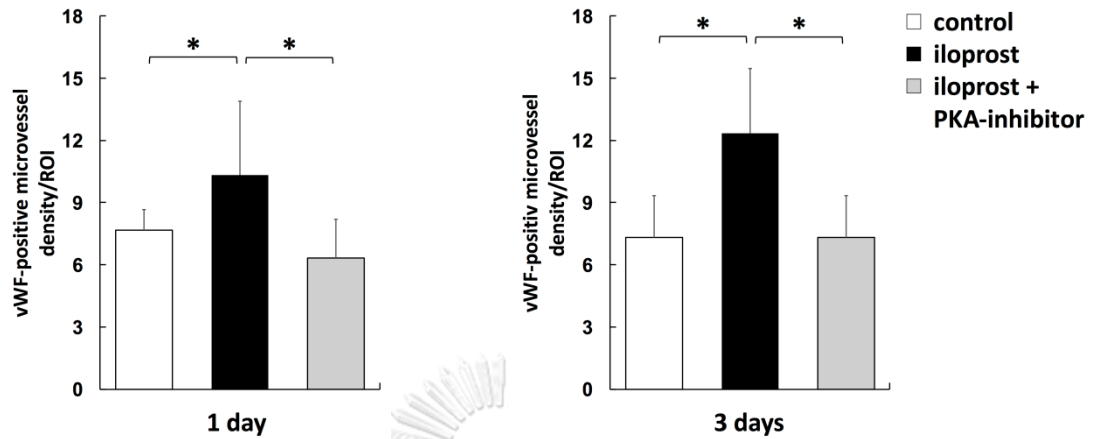 18
15
12
9
6
3
0
vWF-positive microvessel
density/ROI
*
*
1 day
18
15
12
9
6
3
0
vWF-positiv microvessel
density/ROI
*
*
3 days
control
iloprost
iloprost +
PKA-inhibitor